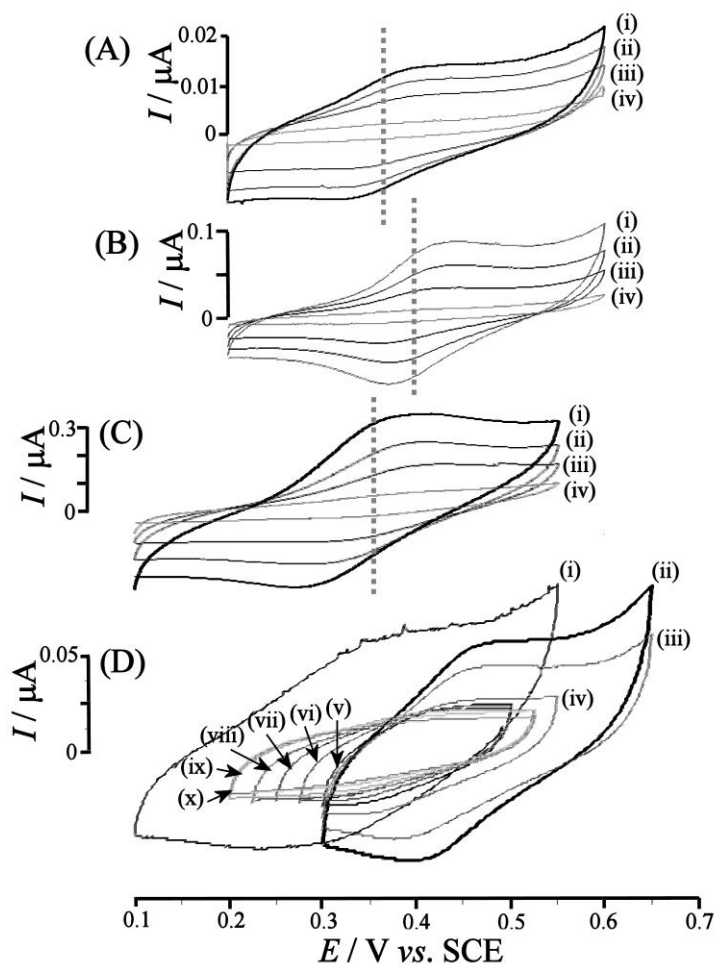 (A)
I / μA
0.02
0.01
0
(i)
(ii)
(iii)
(iv)
(B)
I / μA
0.1
0
(i)
(ii)
(iii)
(iv)
(C)
I / μA
0.3
0
(i)
(ii)
(iii)
(iv)
(D)
I / μA
0.05
0
(i)
(ii)
(iii)
(iv)
(v)
(vi)
(vii)
(viii)
(ix)
(x)
0.1 0.2 0.3 0.4 0.5 0.6 0.7
E / V vs. SCE